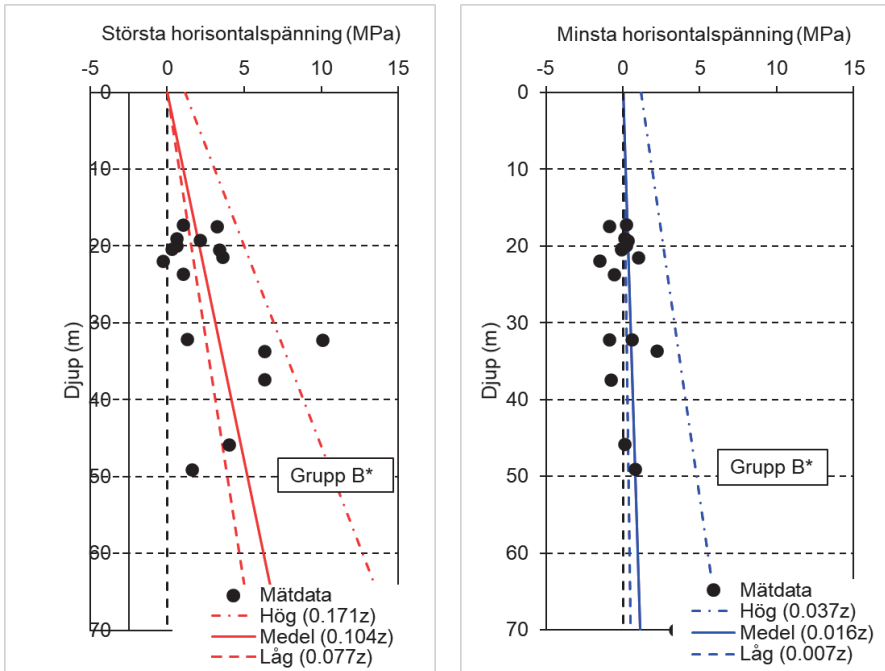 Största horisontalspänning (MPa)
-5 0 5 10 15
0
10
20
30
40
50
60
70
Djup (m)
Grupp B*
Mätdata
Hög (0.171z)
Medel (0.104z)
Låg (0.077z)
Minsta horisontalspänning (MPa)
-5 0 5 10 15
0
10
20
30
40
50
60
70
Djup (m)
Grupp B*
Mätdata
Hög (0.037z)
Medel (0.016z)
Låg (0.007z)